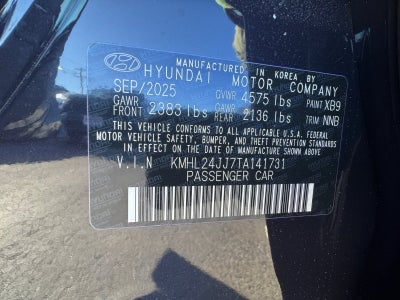 MANUFACTURED IN KOREA BY
HYUNDAI MOTOR COMPANY
SEP/2025 GVWR 4575 lbs PAINT XB9
GAWR FRONT 2383 lbs GAWR REAR 2136 lbs TRIM NNB
THIS VEHICLE CONFORMS TO ALL APPLICABLE U.S.A. FEDERAL
MOTOR VEHICLE SAFETY, BUMPER, AND THEFT PREVENTION STANDARDS
IN EFFECT ON THE DATE OF MANUFACTURE SHOWN ABOVE.
V.I.N KMHL24JJ7TA141731
PASSENGER CAR